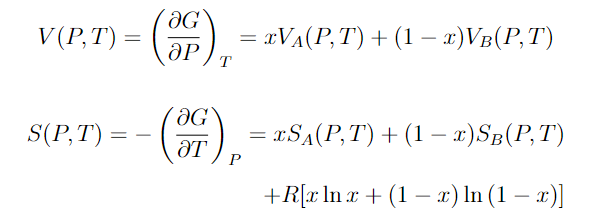 V(P, T) = (∂G/∂P)_T = xV_A(P, T) + (1 − x)V_B(P, T)
S(P, T) = − (∂G/∂T)_P = xS_A(P, T) + (1 − x)S_B(P, T)
+R[x ln x + (1 − x) ln (1 − x)]